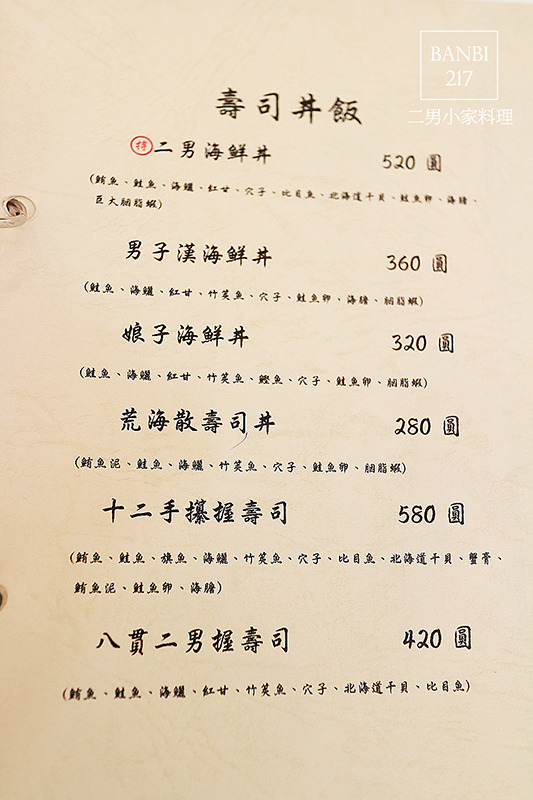 BANBI
217
二男小家料理
壽司丼飯
二男海鮮丼 520 圓
(鮪魚、鮭魚、海鱺、紅甘、穴子、比目魚、北海道干貝、鮭魚卵、海膽、
巨大胭脂蝦)
男子漢海鮮丼 360 圓
(鮭魚、海鱺、紅甘、竹筴魚、穴子、鮭魚卵、海膽、胭脂蝦)
娘子海鮮丼 320 圓
(鮭魚、海鱺、紅甘、竹筴魚、鰹魚、穴子、鮭魚卵、胭脂蝦)
荒海散壽司丼 280 圓
(鮪魚泥、鮭魚、海鱺、竹筴魚、穴子、鮭魚卵、胭脂蝦)
十二手攥握壽司 580 圓
(鮪魚、鮭魚、旗魚、海鱺、竹筴魚、穴子、比目魚、北海道干貝、蟹膏、
鮪魚泥、鮭魚卵、海膽)
八貫二男握壽司 420 圓
(鮪魚、鮭魚、海鱺、紅甘、竹筴魚、穴子、北海道干貝、比目魚)